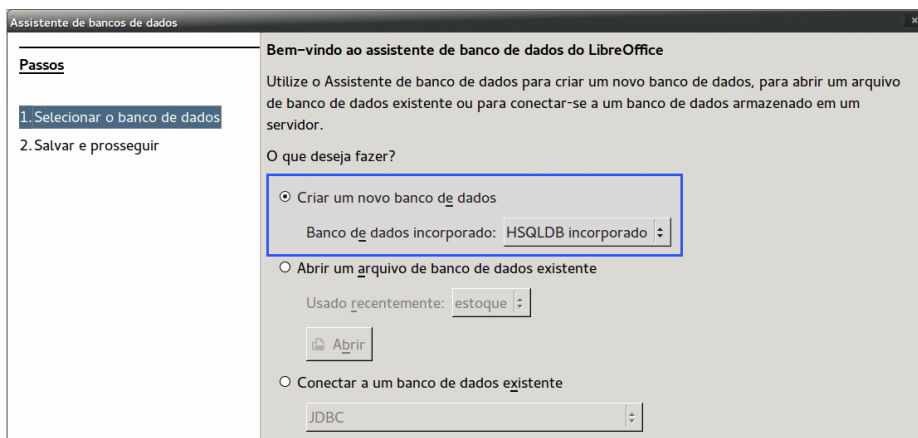 Assistente de bancos de dados
Passos
1. Selecionar o banco de dados
2. Salvar e prosseguir
Bem-vindo ao assistente de banco de dados do LibreOffice
Utilize o Assistente de banco de dados para criar um novo banco de dados, para abrir um arquivo
de banco de dados existente ou para conectar-se a um banco de dados armazenado em um
servidor.
O que deseja fazer?
Criar um novo banco de dados
Banco de dados incorporado: HSQLDB incorporado
Abrir um arquivo de banco de dados existente
Usado recentemente: estoque
Abrir
Conectar a um banco de dados existente
JDBC